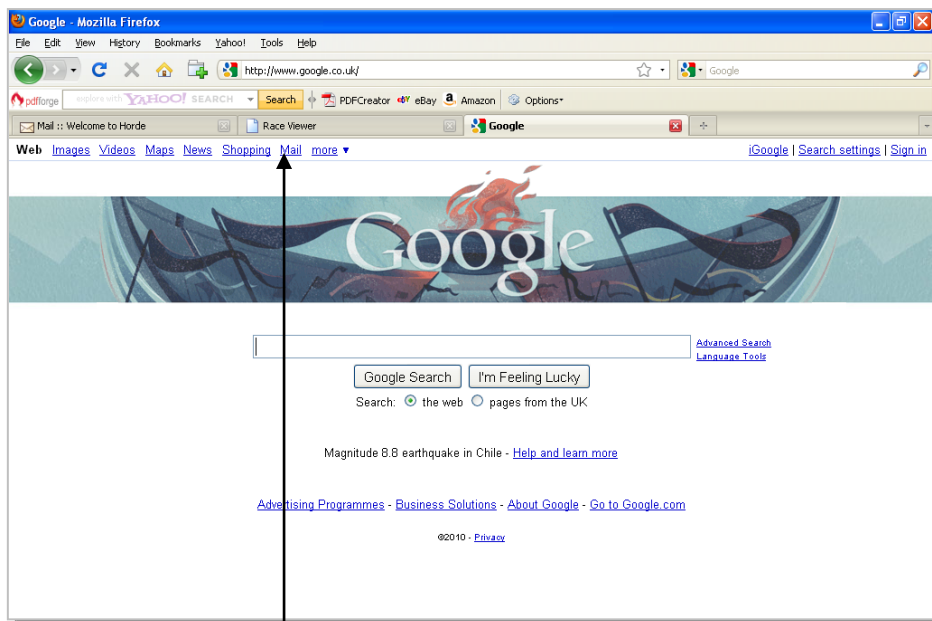 Google - Mozilla Firefox
File Edit View History Bookmarks Yahoo! Tools Help
http://www.google.co.uk/ Google
pdfforge explore with YAHOO! SEARCH Search PDFCreator eBay Amazon Options
Mail :: Welcome to Horde Race Viewer Google
Web Images Videos Maps News Shopping Mail more ▼ iGoogle | Search settings | Sign in
Google
Advanced Search
Language Tools
Google Search I'm Feeling Lucky
Search: the web pages from the UK
Magnitude 8.8 earthquake in Chile - Help and learn more
Advertising Programmes - Business Solutions - About Google - Go to Google.com
©2010 - Privacy